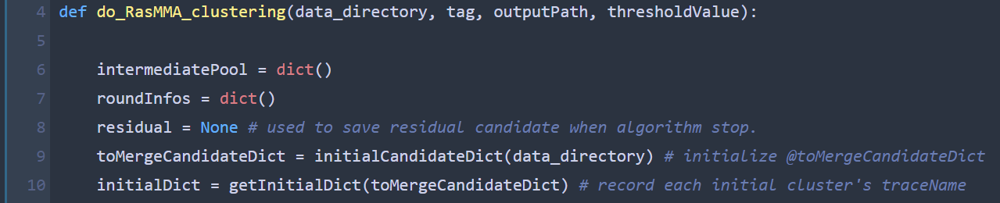 4 def do_RasMMA_clustering(data_directory, tag, outputPath, thresholdValue):
5
6 intermediatePool = dict()
7 roundInfos = dict()
8 residual = None # used to save residual candidate when algorithm stop.
9 toMergeCandidateDict = initialCandidateDict(data_directory) # initialize @toMergeCandidateDict
10 initialDict = getInitialDict(toMergeCandidateDict) # record each initial cluster's traceName